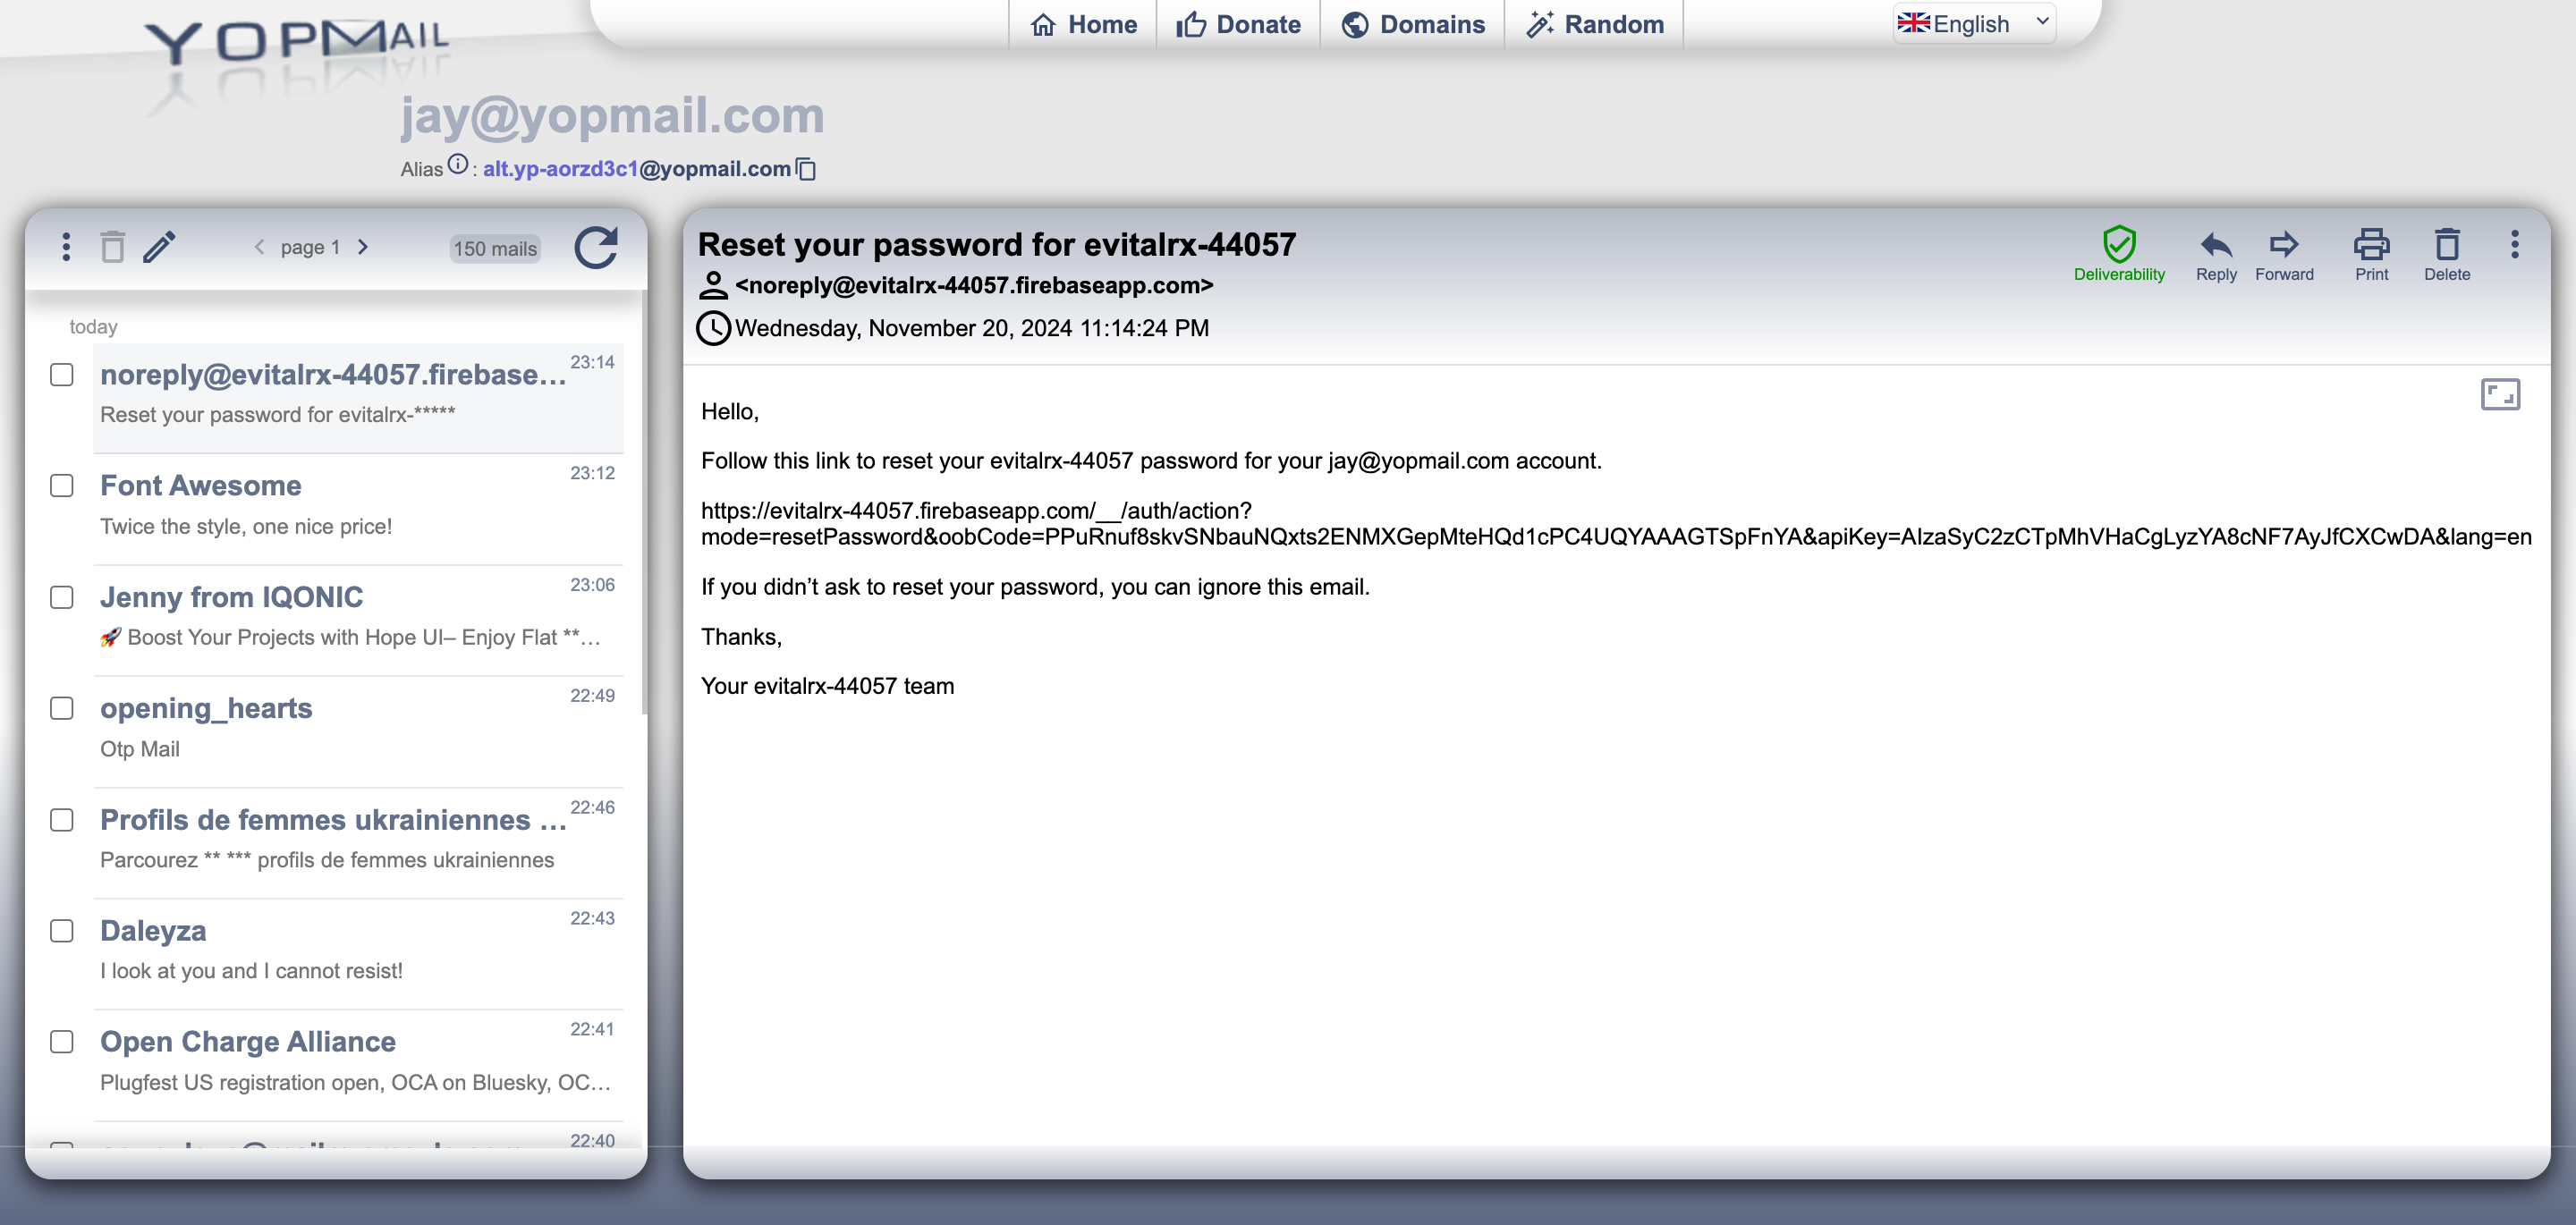 YOPMAIL
Home
Donate
Domains
Random
English
jay@yopmail.com
Alias : alt.yp-aorzd3c1@yopmail.com
page 1
150 mails
today
noreply@evitalrx-44057.firebase...
23:14
Reset your password for evitalrx-*****
Font Awesome
23:12
Twice the style, one nice price!
Jenny from IQONIC
23:06
🚀 Boost Your Projects with Hope UI– Enjoy Flat **...
opening_hearts
22:49
Otp Mail
Profils de femmes ukrainiennes ...
22:46
Parcourez ** *** profils de femmes ukrainiennes
Daleyza
22:43
I look at you and I cannot resist!
Open Charge Alliance
22:41
Plugfest US registration open, OCA on Bluesky, OC...
22:40
Reset your password for evitalrx-44057
<noreply@evitalrx-44057.firebaseapp.com>
Wednesday, November 20, 2024 11:14:24 PM
Deliverability
Reply
Forward
Print
Delete
Hello,
Follow this link to reset your evitalrx-44057 password for your jay@yopmail.com account.
https://evitalrx-44057.firebaseapp.com/__/auth/action?
mode=resetPassword&oobCode=PPuRnuf8skvSNbauNQxts2ENMXGepMteHQd1cPC4UQYAAAGTSpFnYA&apiKey=AIzaSyC2zCTpMhVHaCgLyzYA8cNF7AyJfCXCwDA&lang=en
If you didn’t ask to reset your password, you can ignore this email.
Thanks,
Your evitalrx-44057 team